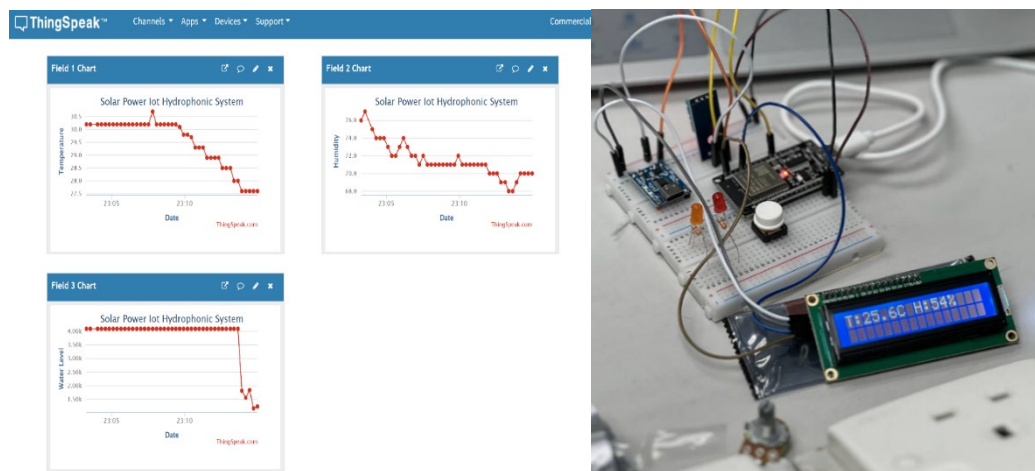 ThingSpeak™ Channels Apps Devices Support Commercial
Field 1 Chart
Solar Power Iot Hydrophonic System
Temperature
30.5
30.0
29.5
29.0
28.5
28.0
27.5
23:05 23:10
Date
ThingSpeak.com
Field 2 Chart
Solar Power Iot Hydrophonic System
Humidity
76.0
74.0
72.0
70.0
68.0
23:05 23:10
Date
ThingSpeak.com
Field 3 Chart
Solar Power Iot Hydrophonic System
Water Level
4.00k
3.50k
3.00k
2.50k
2.00k
1.50k
23:05 23:10
Date
ThingSpeak.com
T:25.6C H:54%